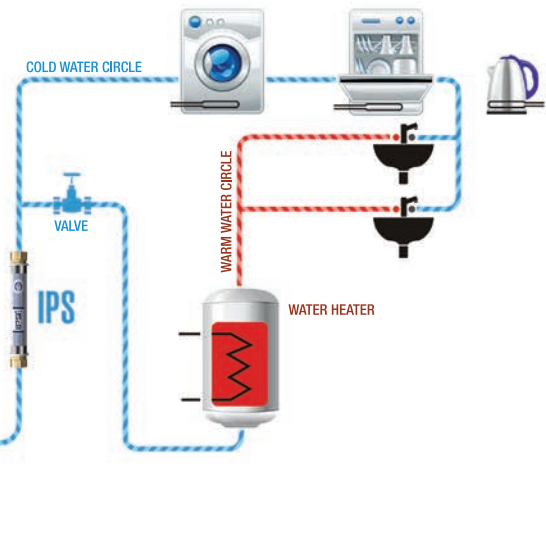 COLD WATER CIRCLE
WARM WATER CIRCLE
VALVE
IPS
WATER HEATER